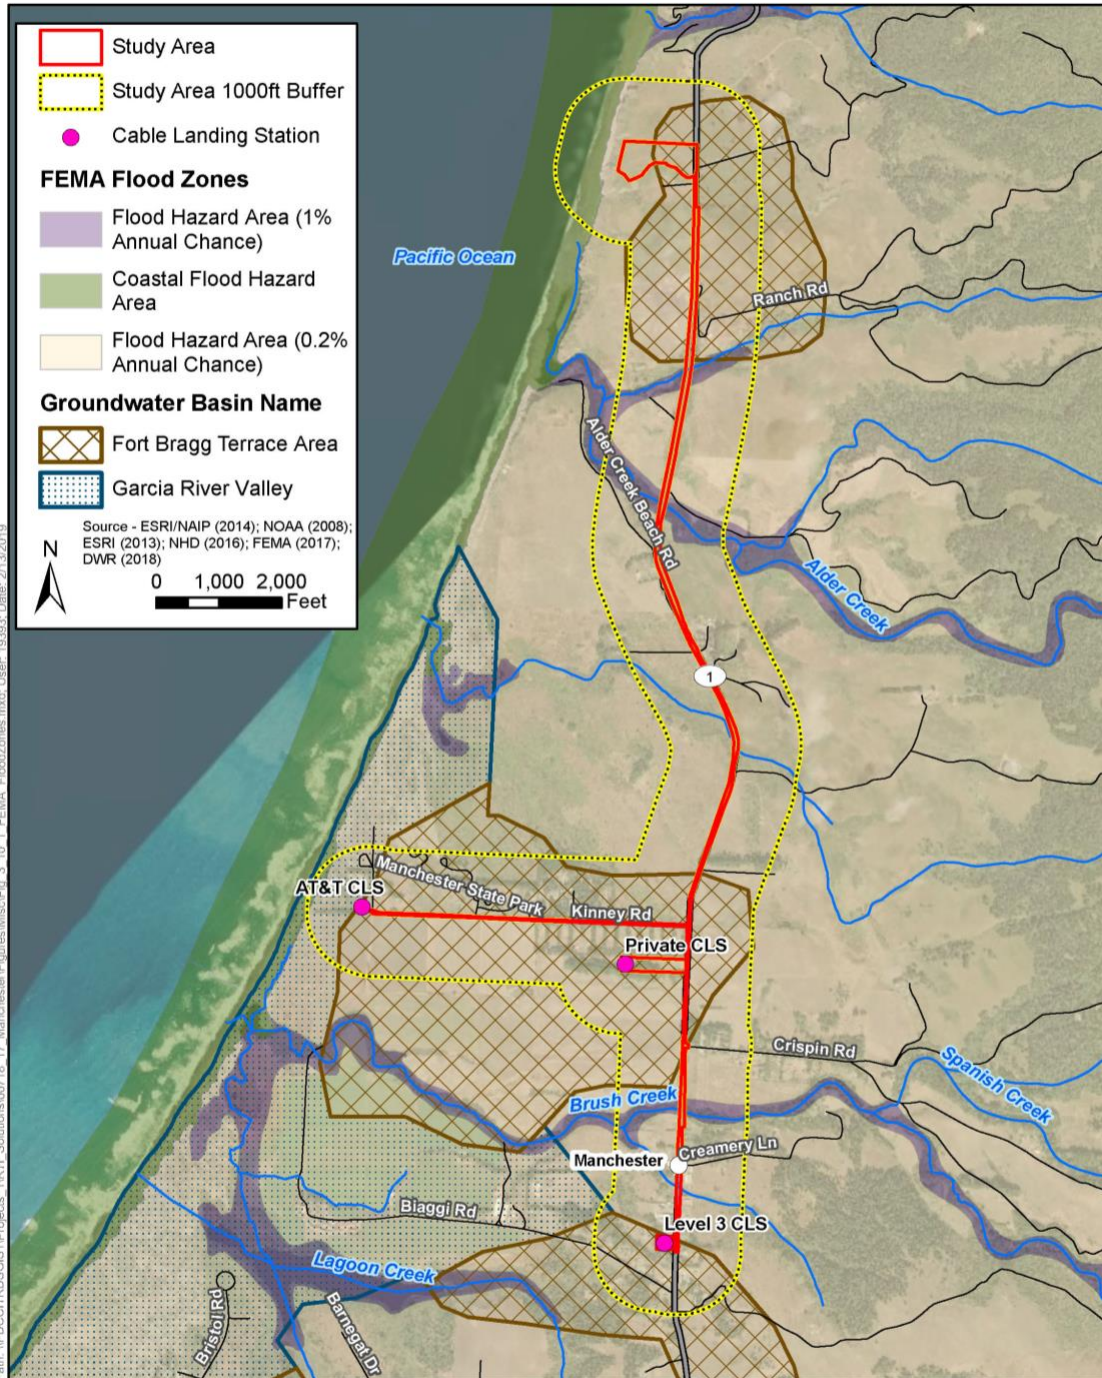 Study Area
Study Area 1000ft Buffer
Cable Landing Station
FEMA Flood Zones
Flood Hazard Area (1%
Annual Chance)
Coastal Flood Hazard
Area
Flood Hazard Area (0.2%
Annual Chance)
Groundwater Basin Name
Fort Bragg Terrace Area
Garcia River Valley
Source - ESRI/NAIP (2014); NOAA (2008);
ESRI (2013); NHD (2016); FEMA (2017);
DWR (2018)
N
0 1,000 2,000
Feet
Pacific Ocean
Ranch Rd
Alder Creek Beach Rd
Alder Creek
1
Manchester State Park
AT&T CLS
Kinney Rd
Private CLS
Crispin Rd
Spanish Creek
Brush Creek
Manchester
Creamery Ln
Biaggi Rd
Level 3 CLS
Lagoon Creek
Bristol Rd
Barnegat Dr